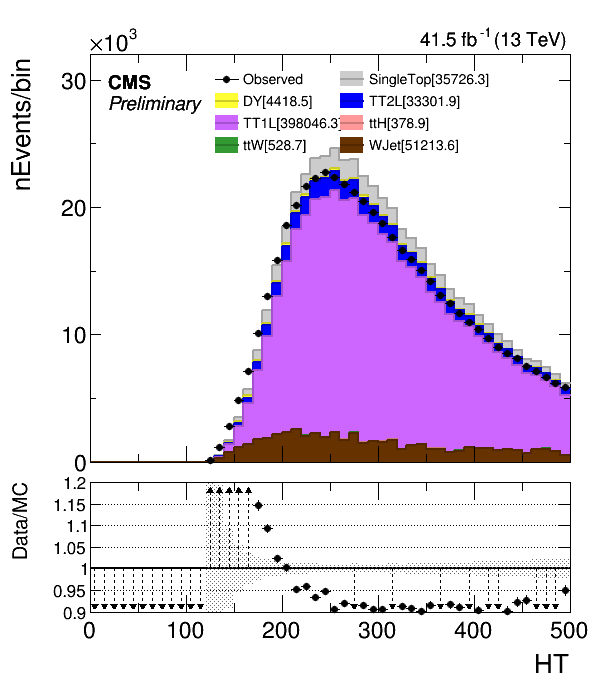 ×10³
41.5 fb⁻¹ (13 TeV)
nEvents/bin
30
20
10
0
CMS
Preliminary
Observed
SingleTop[35726.3]
DY[4418.5]
TT2L[33301.9]
TT1L[398046.3]
ttH[378.9]
ttW[528.7]
WJet[51213.6]
Data/MC
1.2
1.15
1.1
1.05
1
0.95
0.9
0 100 200 300 400 500
HT